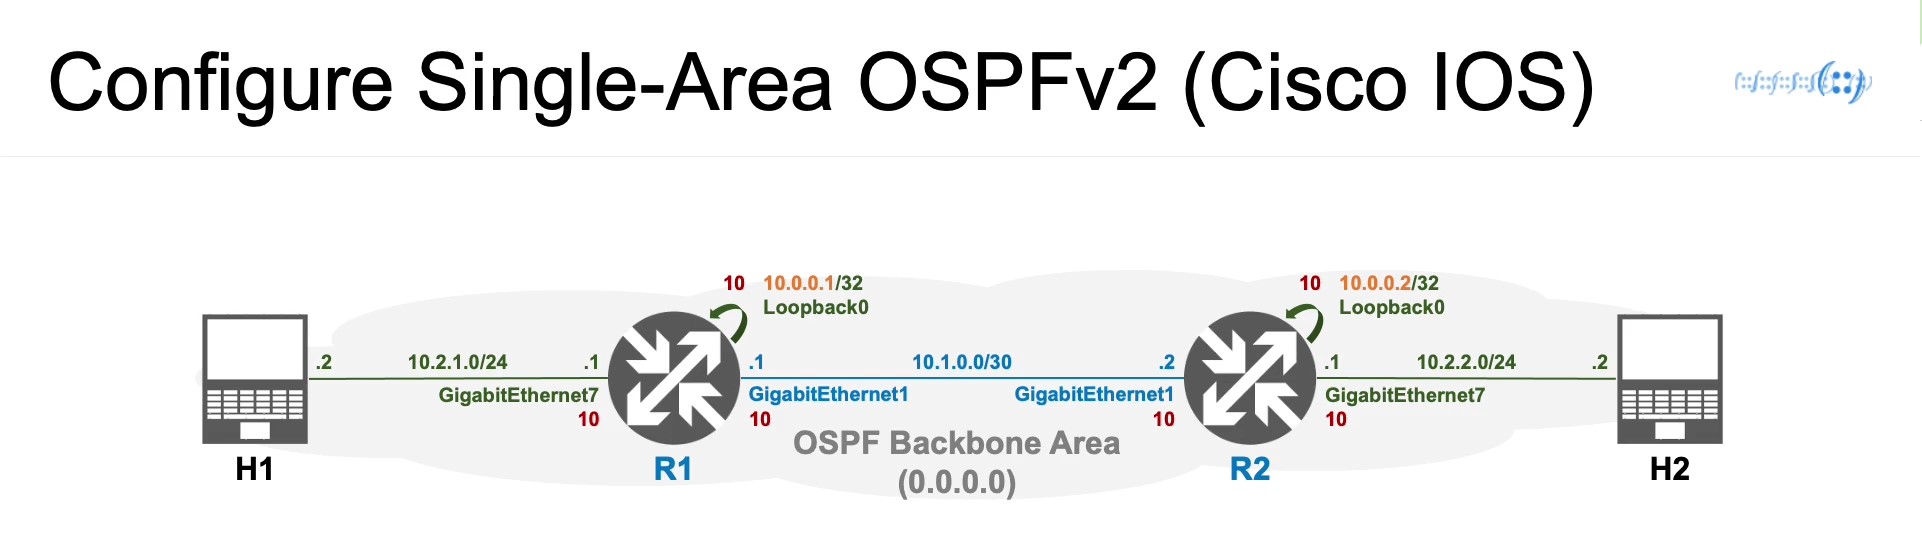 Configure Single-Area OSPFv2 (Cisco IOS)
10 10.0.0.1/32
Loopback0
10 10.0.0.2/32
Loopback0
.2 10.2.1.0/24 .1
GigabitEthernet7
10
.1 10.1.0.0/30 .2
GigabitEthernet1 GigabitEthernet1
10 10
.1 10.2.2.0/24 .2
GigabitEthernet7
10
OSPF Backbone Area
(0.0.0.0)
H1
R1
R2
H2